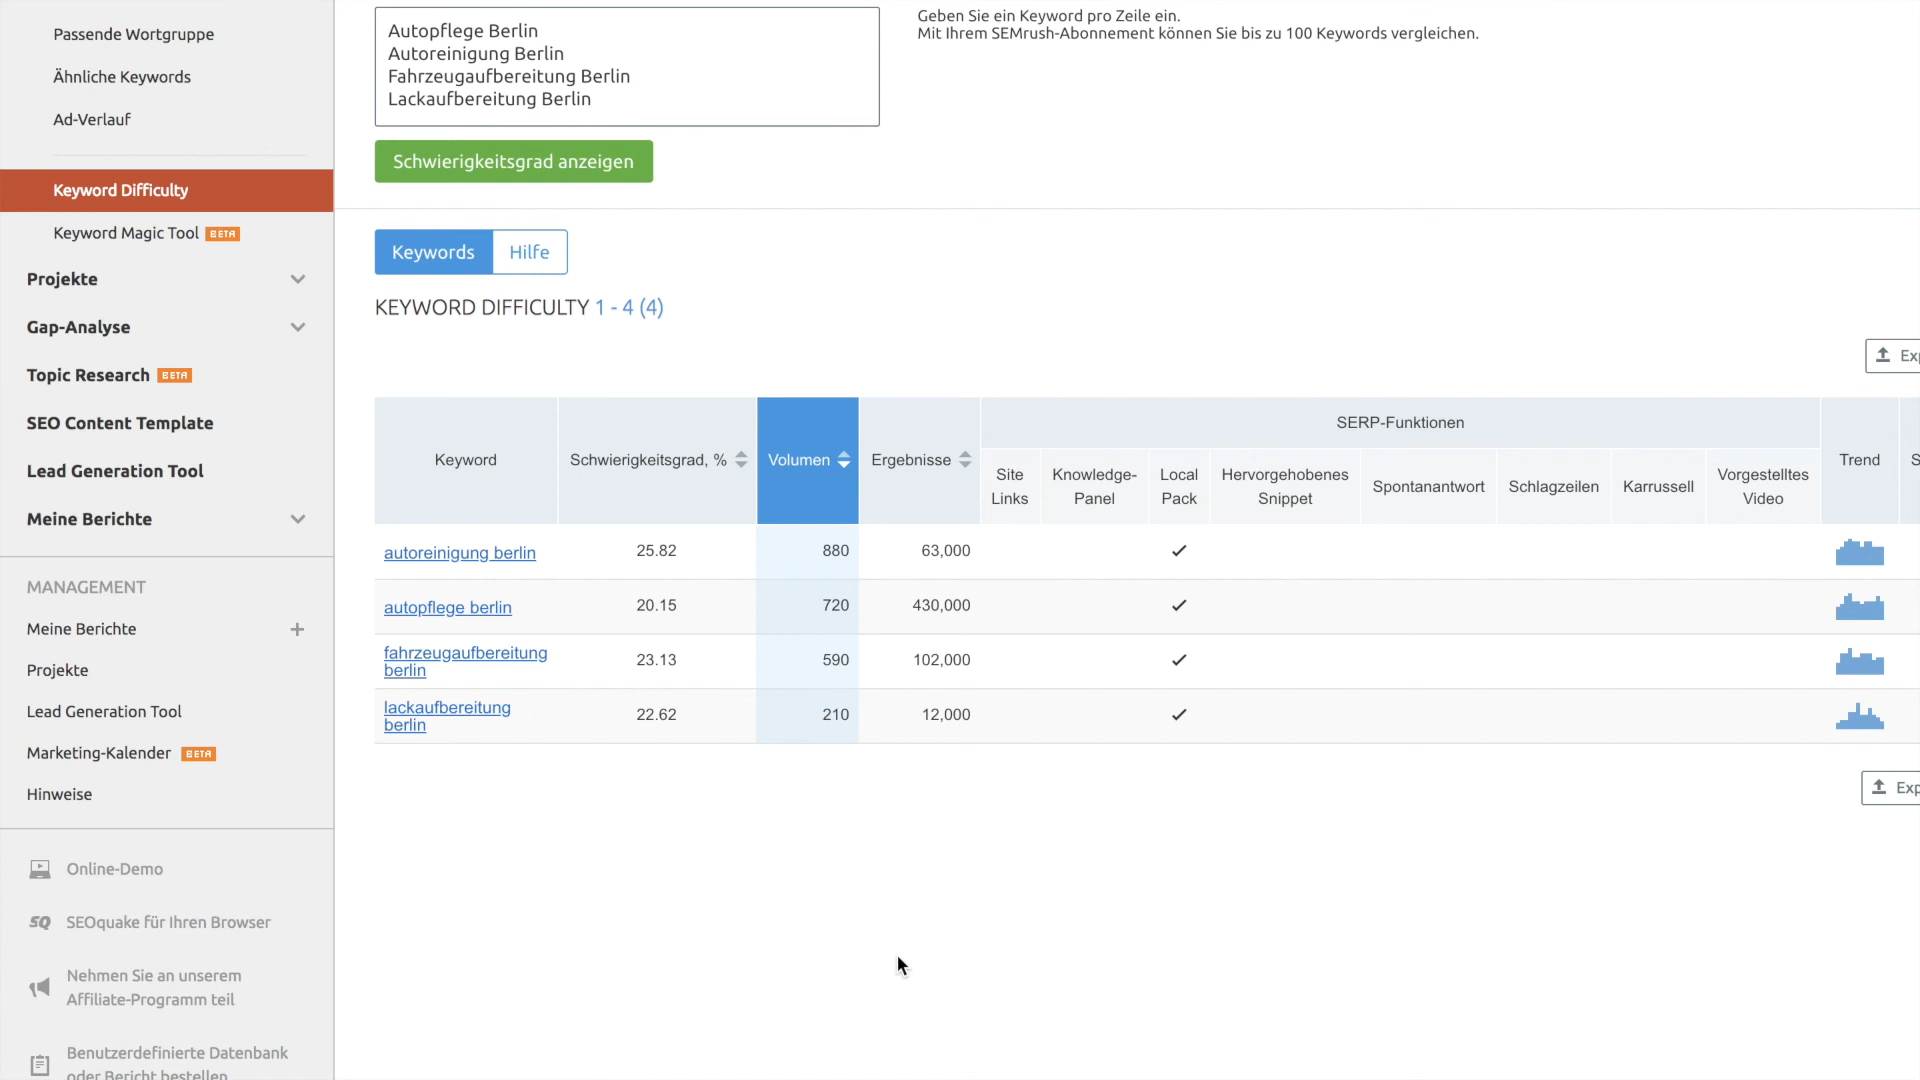 Passende Wortgruppe
Ähnliche Keywords
Ad-Verlauf
Keyword Difficulty
Keyword Magic Tool BETA
Projekte
Gap-Analyse
Topic Research BETA
SEO Content Template
Lead Generation Tool
Meine Berichte
MANAGEMENT
Meine Berichte
Projekte
Lead Generation Tool
Marketing-Kalender BETA
Hinweise
Online-Demo
SQ SEOquake für Ihren Browser
Nehmen Sie an unserem
Affiliate-Programm teil
Benutzerdefinierte Datenbank
oder Bericht bestellen
Autopflege Berlin
Autoreinigung Berlin
Fahrzeugaufbereitung Berlin
Lackaufbereitung Berlin
Geben Sie ein Keyword pro Zeile ein.
Mit Ihrem SEMrush-Abonnement können Sie bis zu 100 Keywords vergleichen.
Schwierigkeitsgrad anzeigen
Keywords Hilfe
KEYWORD DIFFICULTY 1 - 4 (4)
Exp
Keyword Schwierigkeitsgrad, % Volumen Ergebnisse SERP-Funktionen Trend S
Site
Links
Knowledge-
Panel
Local
Pack
Hervorgehobenes
Snippet
Spontanantwort
Schlagzeilen
Karrussell
Vorgestelltes
Video
autoreinigung berlin 25.82 880 63,000
autopflege berlin 20.15 720 430,000
fahrzeugaufbereitung
berlin 23.13 590 102,000
lackaufbereitung
berlin 22.62 210 12,000
Exp